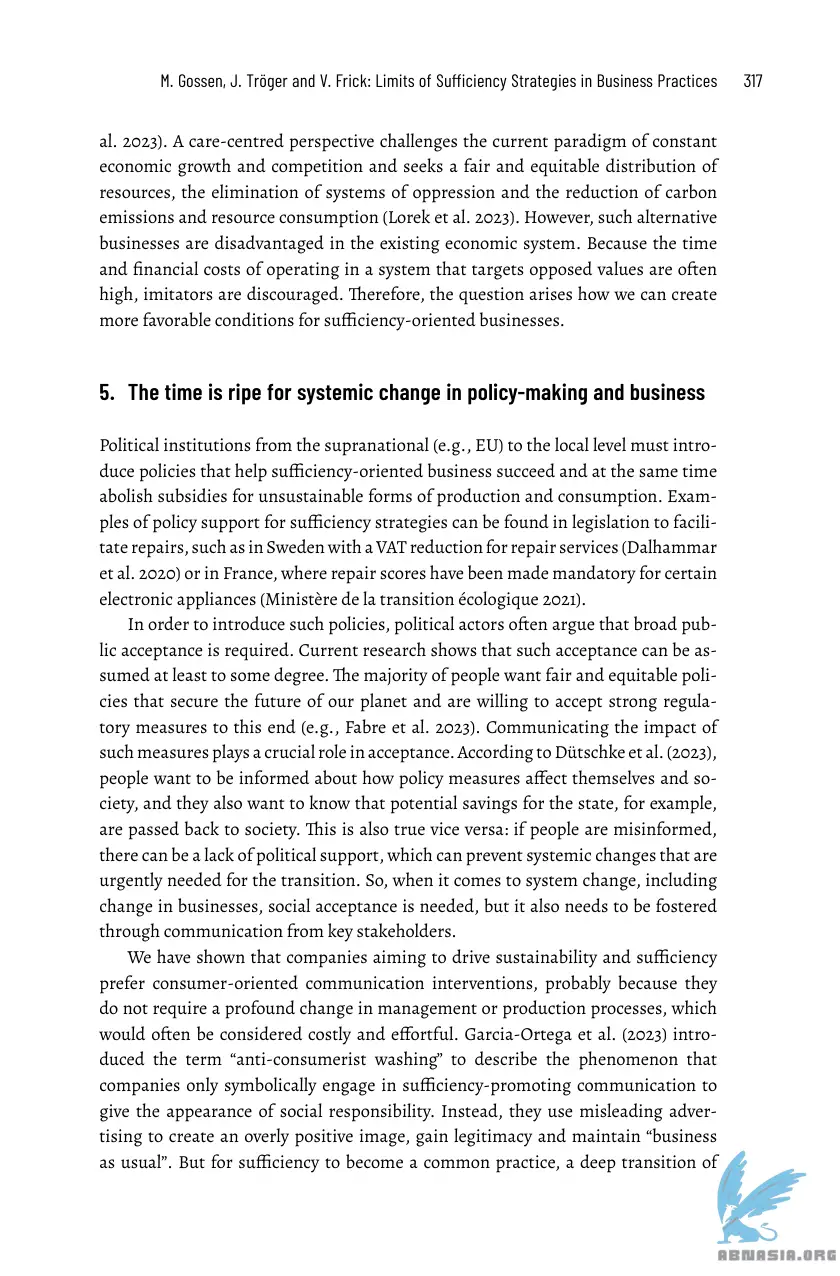 M. Gossen, J. Tröger and V. Frick: Limits of Sufficiency Strategies in Business Practices 317
al. 2023). A care-centred perspective challenges the current paradigm of constant
economic growth and competition and seeks a fair and equitable distribution of
resources, the elimination of systems of oppression and the reduction of carbon
emissions and resource consumption (Lorek et al. 2023). However, such alternative
businesses are disadvantaged in the existing economic system. Because the time
and financial costs of operating in a system that targets opposed values are often
high, imitators are discouraged. Therefore, the question arises how we can create
more favorable conditions for sufficiency-oriented businesses.
5. The time is ripe for systemic change in policy-making and business
Political institutions from the supranational (e.g., EU) to the local level must intro-
duce policies that help sufficiency-oriented business succeed and at the same time
abolish subsidies for unsustainable forms of production and consumption. Exam-
ples of policy support for sufficiency strategies can be found in legislation to facili-
tate repairs, such as in Sweden with a VAT reduction for repair services (Dalhammar
et al. 2020) or in France, where repair scores have been made mandatory for certain
electronic appliances (Ministère de la transition écologique 2021).
In order to introduce such policies, political actors often argue that broad pub-
lic acceptance is required. Current research shows that such acceptance can be as-
sumed at least to some degree. The majority of people want fair and equitable poli-
cies that secure the future of our planet and are willing to accept strong regula-
tory measures to this end (e.g., Fabre et al. 2023). Communicating the impact of
such measures plays a crucial role in acceptance. According to Dütschke et al. (2023),
people want to be informed about how policy measures affect themselves and so-
ciety, and they also want to know that potential savings for the state, for example,
are passed back to society. This is also true vice versa: if people are misinformed,
there can be a lack of political support, which can prevent systemic changes that are
urgently needed for the transition. So, when it comes to system change, including
change in businesses, social acceptance is needed, but it also needs to be fostered
through communication from key stakeholders.
We have shown that companies aiming to drive sustainability and sufficiency
prefer consumer-oriented communication interventions, probably because they
do not require a profound change in management or production processes, which
would often be considered costly and effortful. Garcia-Ortega et al. (2023) intro-
duced the term “anti-consumerist washing” to describe the phenomenon that
companies only symbolically engage in sufficiency-promoting communication to
give the appearance of social responsibility. Instead, they use misleading adver-
tising to create an overly positive image, gain legitimacy and maintain “business
as usual”. But for sufficiency to become a common practice, a deep transition of
ABNASIA.ORG